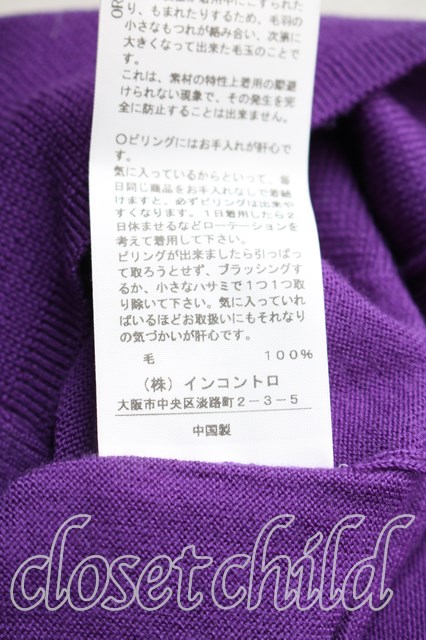 り、もまれたりするため、毛羽の
小さなもつれが絡み合い、次第に
大きくなって出来た毛玉のことで
す。
これは、素材の特性上着用の際避
けられない現象で、その発生を完
全に防止することは出来ません。
〇ピリングにはお手入れが肝心で
す。
気に入っているからといって、毎
日同じ商品をお手入れなしで着続
けますと、必ずピリングは出来や
すくなります。1日着用したら2
日休ませるなどローテーションを
考えて着用して下さい。
ピリングが出来ましたら引っぱっ
て取ろうとせず、ブラッシングす
るか、小さなハサミで1つ1つ取
り除いて下さい。気に入っていれ
ばいるほどお取扱いにもそれなり
の気づかいが肝心です。
毛 100%
(株)インコントロ
大阪市中央区淡路町2-3-5
中国製
closet child